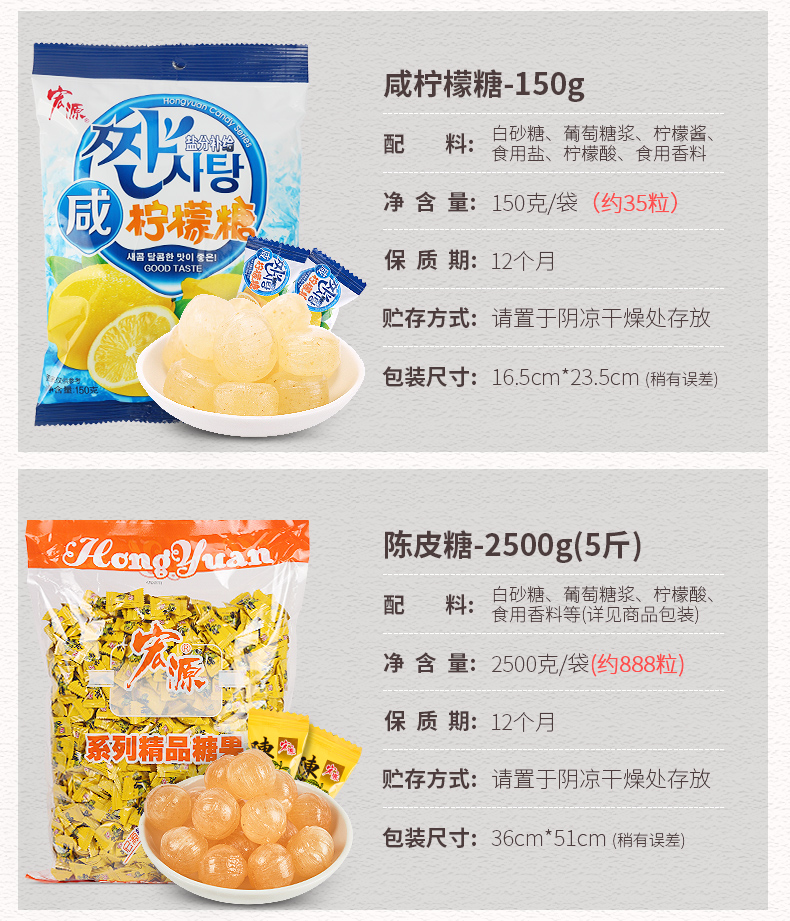 咸柠檬糖-150g
配 料: 白砂糖、葡萄糖浆、柠檬酱、
食用盐、柠檬酸、食用香料
净 含 量: 150克/袋（约35粒）
保 质 期: 12个月
贮存方式: 请置于阴凉干燥处存放
包装尺寸: 16.5cm*23.5cm (稍有误差)
宏源
Hongyuan Candy Series
盐分补给
짠사탕
咸 柠檬糖
새콤 달콤한 맛이 좋은!
GOOD TASTE
净含量:150克
陈皮糖-2500g(5斤)
配 料: 白砂糖、葡萄糖浆、柠檬酸、
食用香料等(详见商品包装)
净 含 量: 2500克/袋(约888粒)
保 质 期: 12个月
贮存方式: 请置于阴凉干燥处存放
包装尺寸: 36cm*51cm (稍有误差)
HongYuan
宏源
系列精品糖果
陳
陳